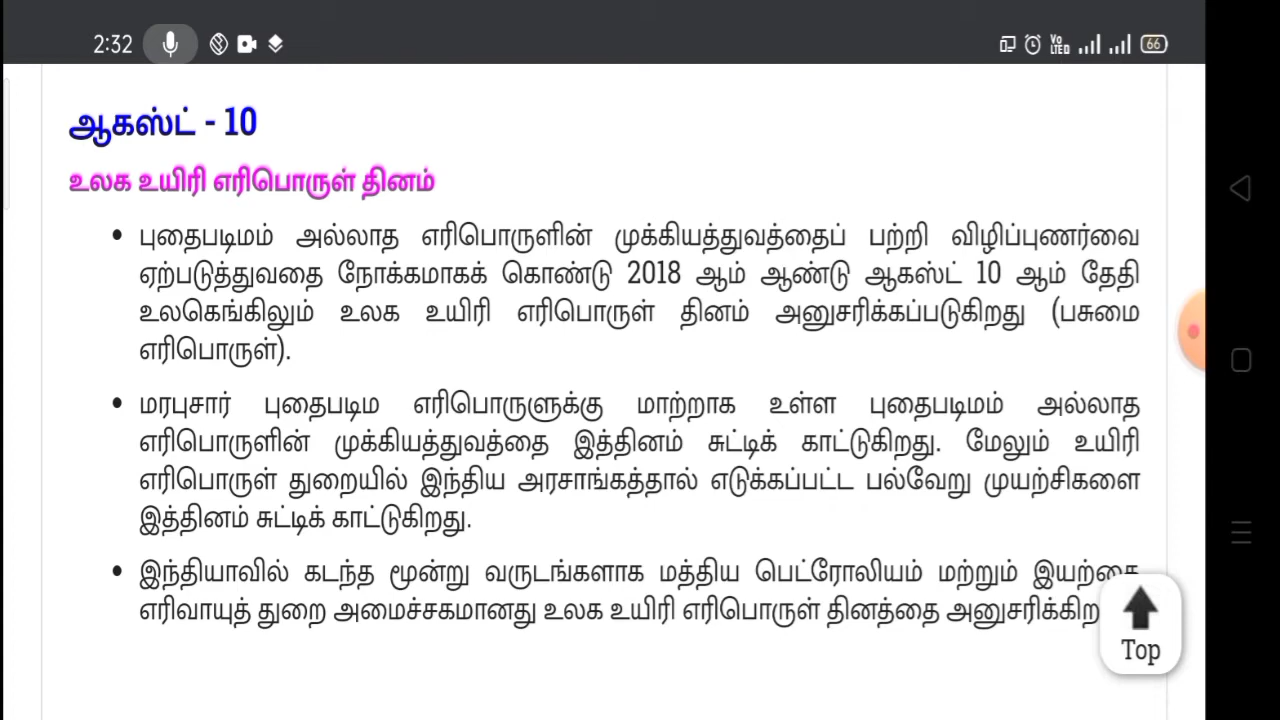 2:32
Vo LTED
66
ஆகஸ்ட் - 10
உலக உயிரி எரிபொருள் தினம்
• புதைபடிமம் அல்லாத எரிபொருளின் முக்கியத்துவத்தைப் பற்றி விழிப்புணர்வை
ஏற்படுத்துவதை நோக்கமாகக் கொண்டு 2018 ஆம் ஆண்டு ஆகஸ்ட் 10 ஆம் தேதி
உலகெங்கிலும் உலக உயிரி எரிபொருள் தினம் அனுசரிக்கப்படுகிறது (பசுமை
எரிபொருள்).
• மரபுசார் புதைபடிம எரிபொருளுக்கு மாற்றாக உள்ள புதைபடிமம் அல்லாத
எரிபொருளின் முக்கியத்துவத்தை இத்தினம் சுட்டிக் காட்டுகிறது. மேலும் உயிரி
எரிபொருள் துறையில் இந்திய அரசாங்கத்தால் எடுக்கப்பட்ட பல்வேறு முயற்சிகளை
இத்தினம் சுட்டிக் காட்டுகிறது.
• இந்தியாவில் கடந்த மூன்று வருடங்களாக மத்திய பெட்ரோலியம் மற்றும் இயற்கை
எரிவாயுத் துறை அமைச்சகமானது உலக உயிரி எரிபொருள் தினத்தை
Top